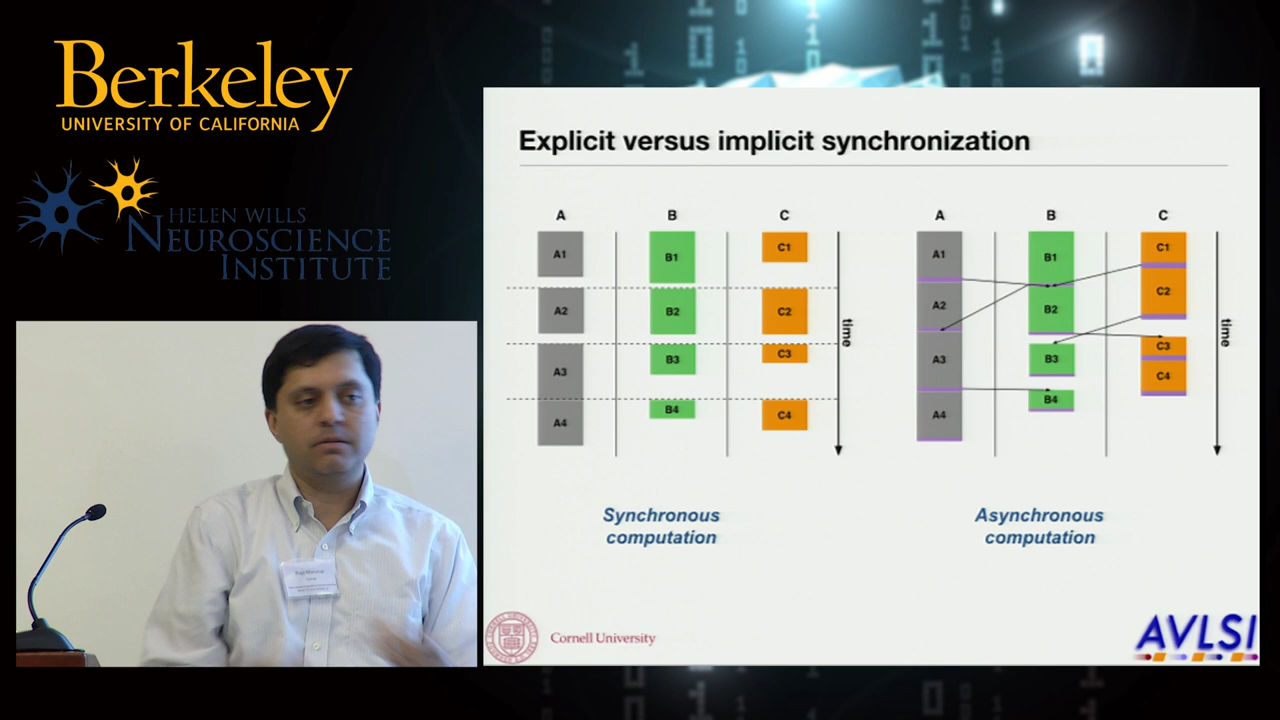 Berkeley
UNIVERSITY OF CALIFORNIA
HELEN WILLS
NEUROSCIENCE
INSTITUTE
Explicit versus implicit synchronization
A B C
A1 B1 C1
A2 B2 C2
A3 B3 C3
A4 B4 C4
time
Synchronous
computation
A B C
A1 B1 C1
A2 B2 C2
A3 B3 C3
A4 B4 C4
time
Asynchronous
computation
Cornell University
AVLSI